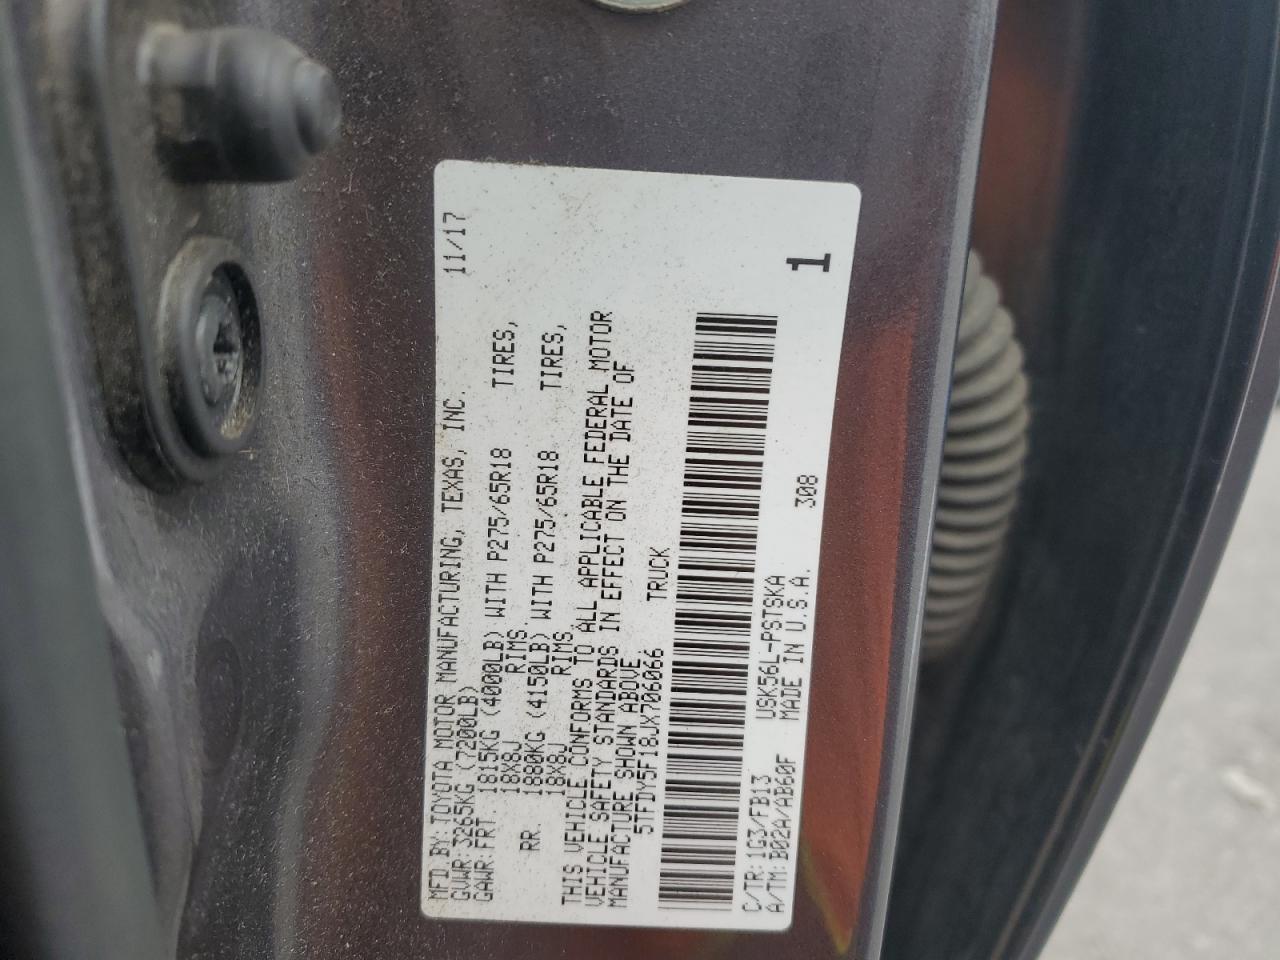 MFD.BY:TOYOTA MOTOR MANUFACTURING, TEXAS, INC. 11/17
GVWR:3265KG (7200LB)
GAWR:FRT. 1815KG (4000LB) WITH P275/65R18 TIRES,
18X8J RIMS
RR. 1880KG (4150LB) WITH P275/65R18 TIRES,
18X8J RIMS
THIS VEHICLE CONFORMS TO ALL APPLICABLE FEDERAL MOTOR
VEHICLE SAFETY STANDARDS IN EFFECT ON THE DATE OF
MANUFACTURE SHOWN ABOVE.
5TFDY5F18JX706066 TRUCK
C/TR:1G3/FB13 USK56L-PSTSKA
A/TM:B02A/AB60F MADE IN U.S.A. 308
1